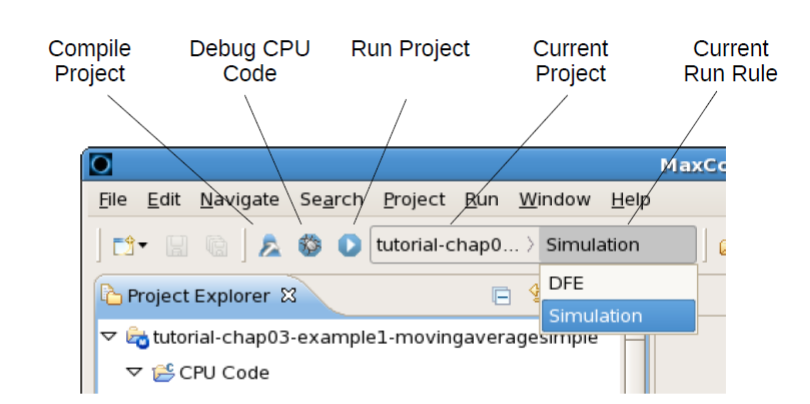 Compile Project
Debug CPU Code
Run Project
Current Project
Current Run Rule
MaxCo
File Edit Navigate Search Project Run Window Help
tutorial-chap0... Simulation
DFE
Simulation
Project Explorer
tutorial-chap03-example1-movingaveragesimple
CPU Code